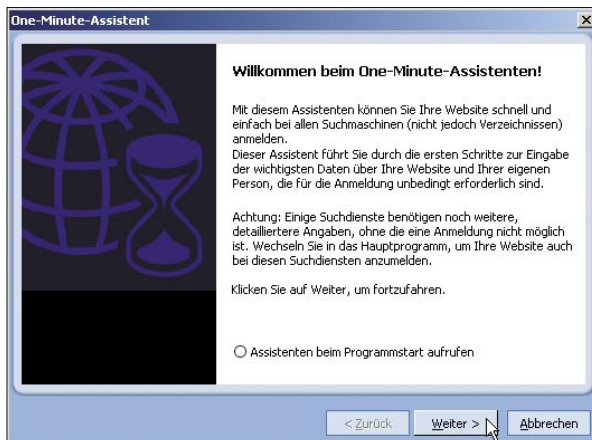 One-Minute-Assistent
Willkommen beim One-Minute-Assistenten!
Mit diesem Assistenten können Sie Ihre Website schnell und
einfach bei allen Suchmaschinen (nicht jedoch Verzeichnissen)
anmelden.
Dieser Assistent führt Sie durch die ersten Schritte zur Eingabe
der wichtigsten Daten über Ihre Website und Ihrer eigenen
Person, die für die Anmeldung unbedingt erforderlich sind.
Achtung: Einige Suchdienste benötigen noch weitere,
detailliertere Angaben, ohne die eine Anmeldung nicht möglich
ist. Wechseln Sie in das Hauptprogramm, um Ihre Website auch
bei diesen Suchdiensten anzumelden.
Klicken Sie auf Weiter, um fortzufahren.
Assistenten beim Programmstart aufrufen
< Zurück Weiter > Abbrechen